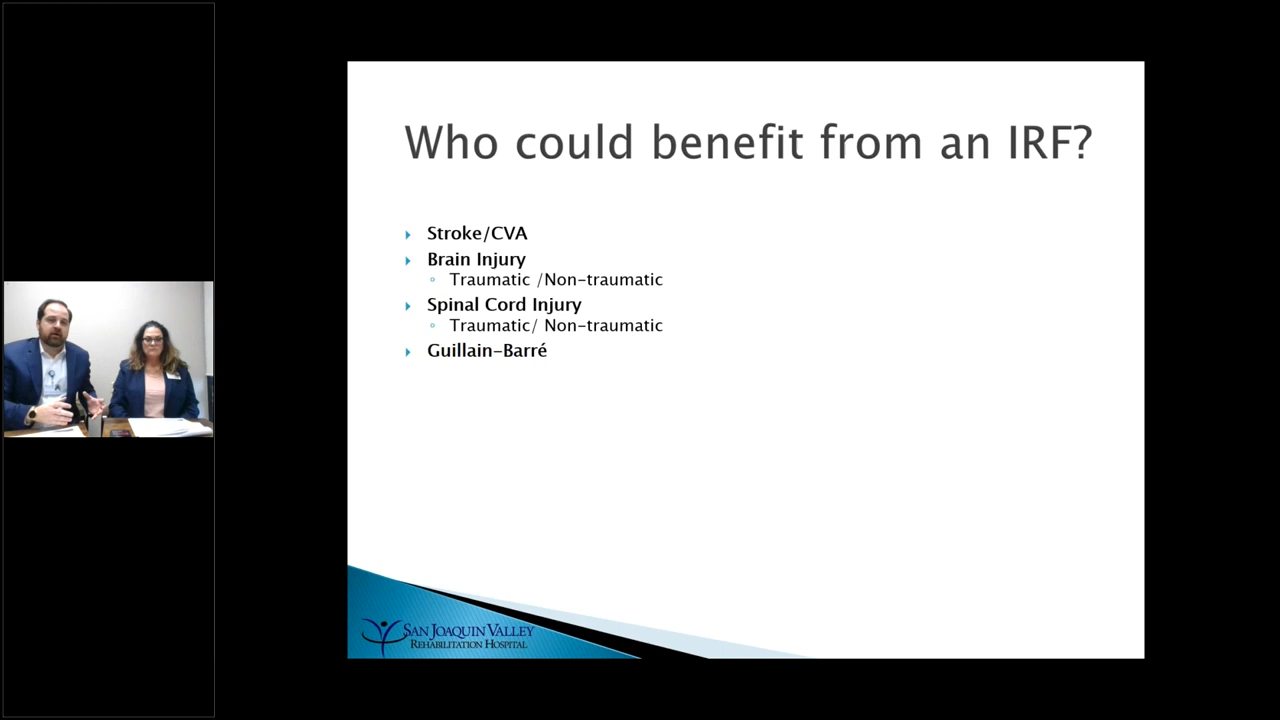 Who could benefit from an IRF?
Stroke/CVA
Brain Injury
Traumatic /Non-traumatic
Spinal Cord Injury
Traumatic/ Non-traumatic
Guillain-Barré
SAN JOAQUIN VALLEY
REHABILITATION HOSPITAL